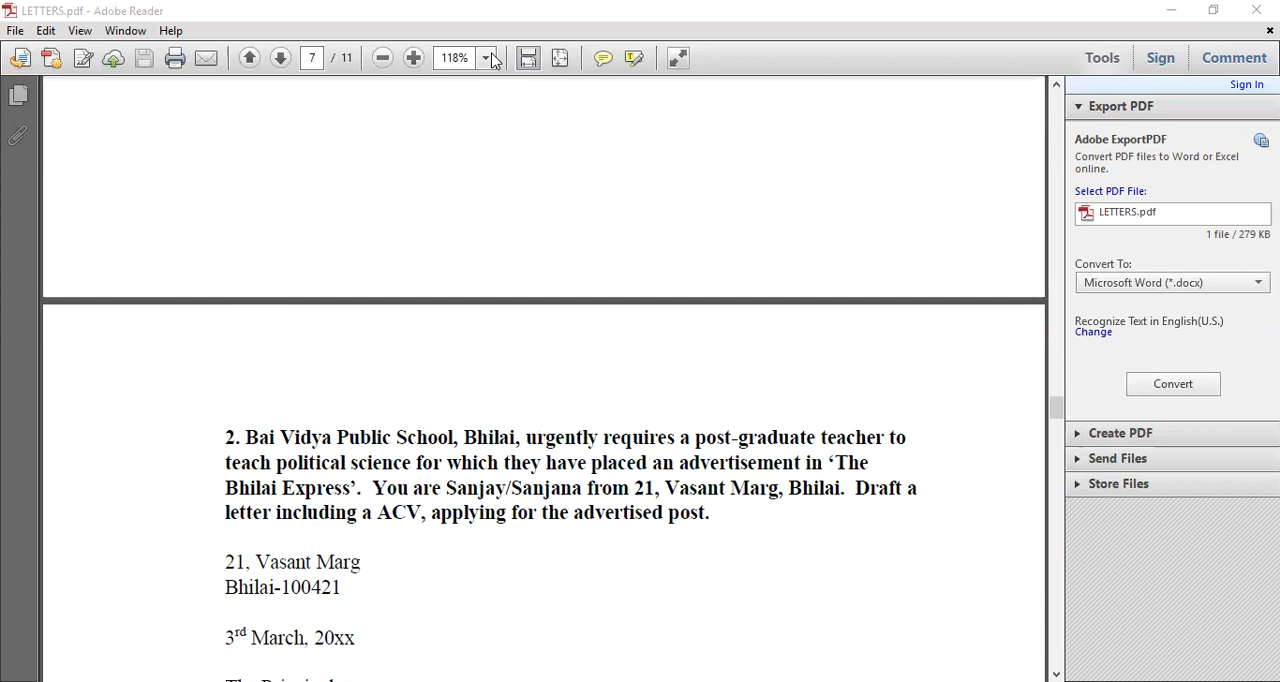 LETTERS.pdf - Adobe Reader
File Edit View Window Help
7 / 11 118% Tools Sign Comment
Sign In
Export PDF
Adobe ExportPDF
Convert PDF files to Word or Excel
online.
Select PDF File:
LETTERS.pdf
1 file / 279 KB
Convert To:
Microsoft Word (*.docx)
Recognize Text in English(U.S.)
Change
Convert
Create PDF
Send Files
Store Files
2. Bai Vidya Public School, Bhilai, urgently requires a post-graduate teacher to
teach political science for which they have placed an advertisement in ‘The
Bhilai Express’.  You are Sanjay/Sanjana from 21, Vasant Marg, Bhilai.  Draft a
letter including a ACV, applying for the advertised post.
21, Vasant Marg
Bhilai-100421
3rd March, 20xx